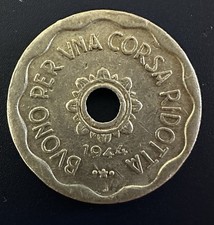 BVONO PER VNA CORSA RIDOTTA
1944